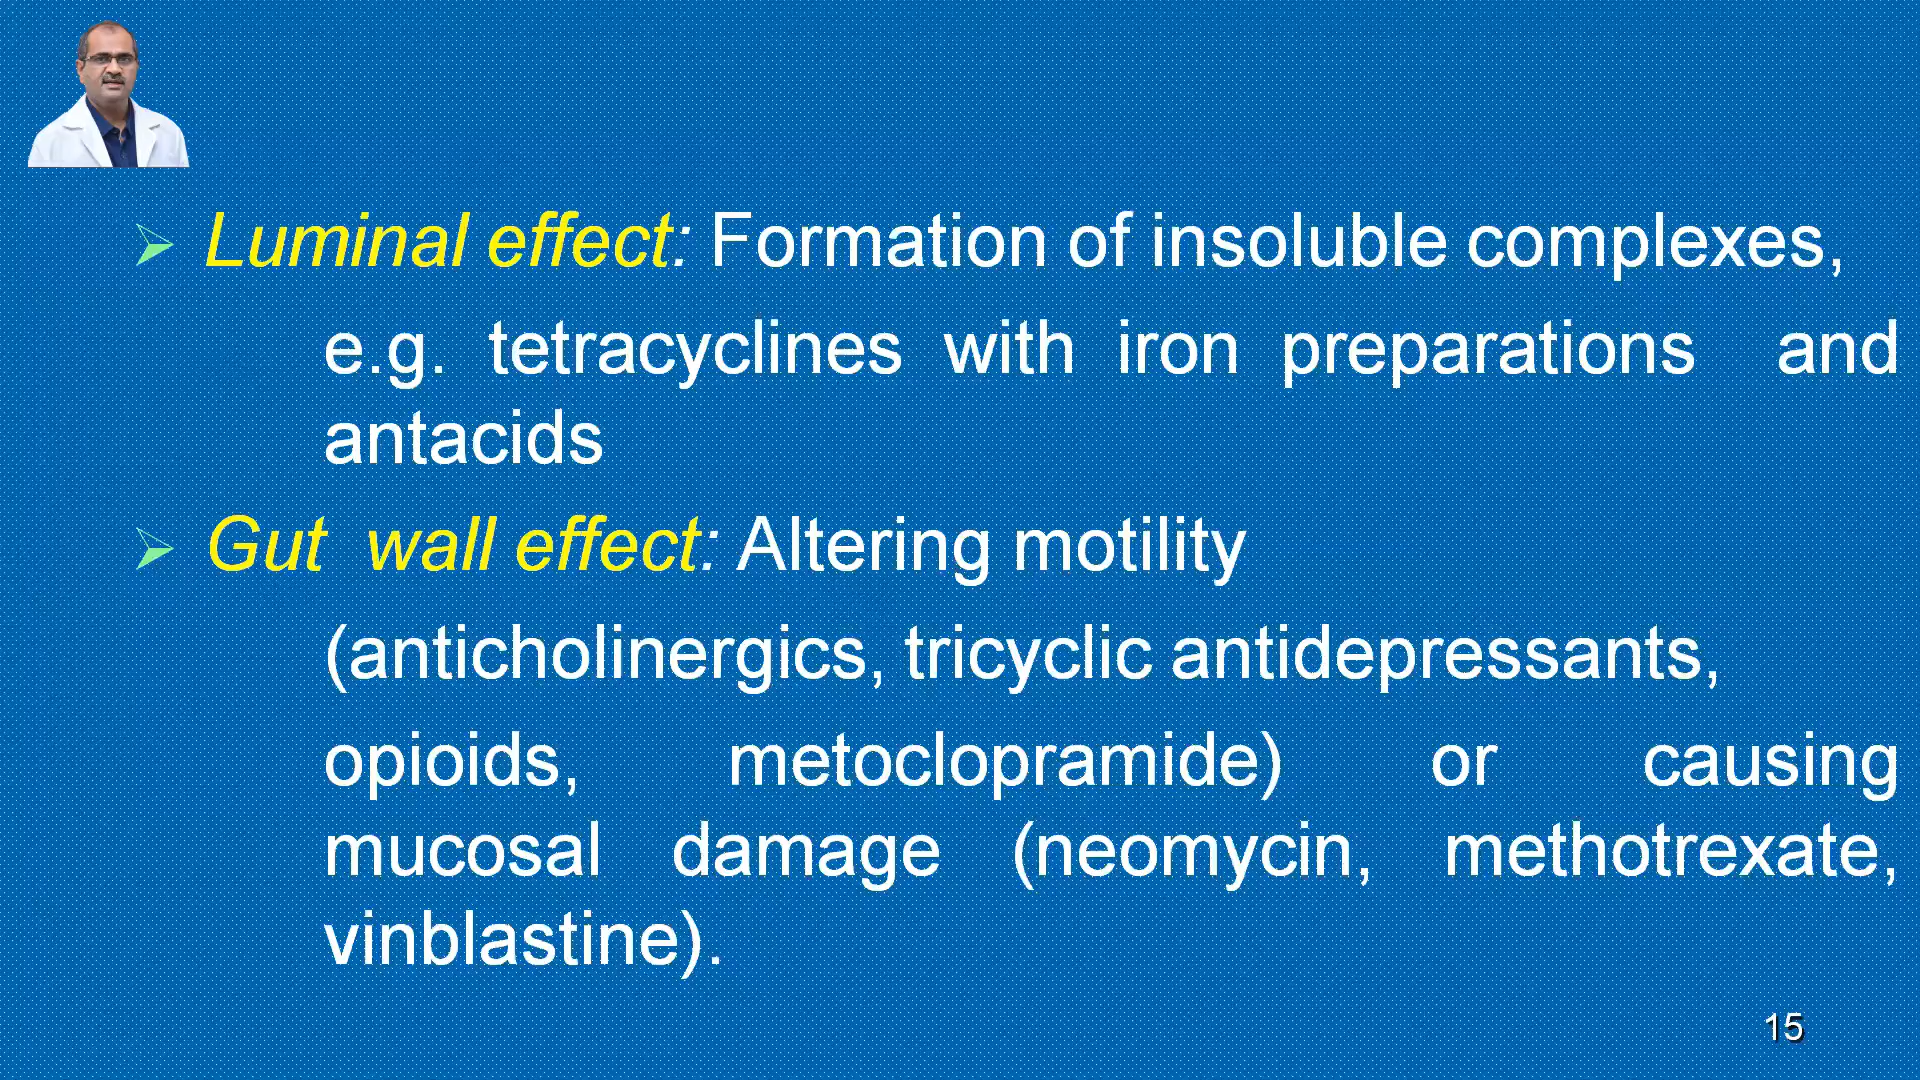 Luminal effect: Formation of insoluble complexes,
e.g. tetracyclines with iron preparations and
antacids
Gut wall effect: Altering motility
(anticholinergics, tricyclic antidepressants,
opioids, metoclopramide) or causing
mucosal damage (neomycin, methotrexate,
vinblastine).
15